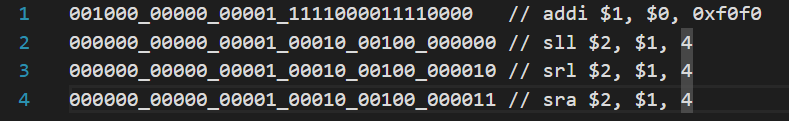 1 001000_00000_00001_1111000011110000 // addi $1, $0, 0xf0f0
2 000000_00000_00001_00010_00100_000000 // sll $2, $1, 4
3 000000_00000_00001_00010_00100_000010 // srl $2, $1, 4
4 000000_00000_00001_00010_00100_000011 // sra $2, $1, 4